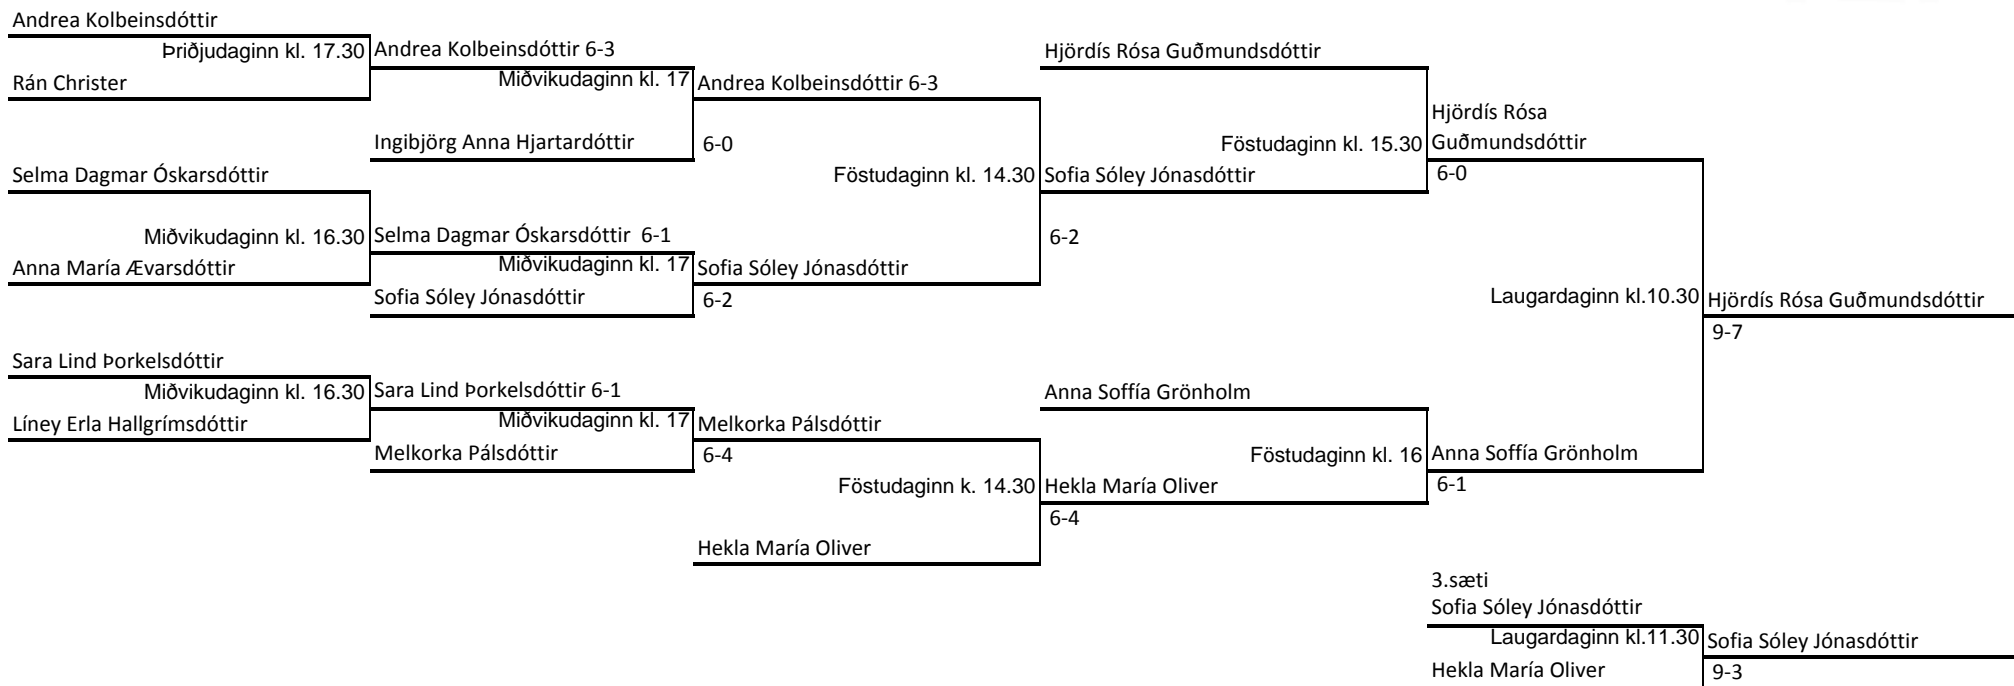 Andrea Kolbeinsdóttir
Þriðjudaginn kl. 17.30
Andrea Kolbeinsdóttir 6-3
Hjördís Rósa Guðmundsdóttir
Rán Christer
Miðvikudaginn kl. 17
Andrea Kolbeinsdóttir 6-3
Hjördís Rósa
Guðmundsdóttir
Ingibjörg Anna Hjartardóttir
6-0
Föstudaginn kl. 15.30
Selma Dagmar Óskarsdóttir
Föstudaginn kl. 14.30
Sofia Sóley Jónasdóttir
6-0
Miðvikudaginn kl. 16.30
Selma Dagmar Óskarsdóttir 6-1
6-2
Anna María Ævarsdóttir
Miðvikudaginn kl. 17
Sofia Sóley Jónasdóttir
Sofia Sóley Jónasdóttir
6-2
Laugardaginn kl.10.30
Hjördís Rósa Guðmundsdóttir
9-7
Sara Lind Þorkelsdóttir
Miðvikudaginn kl. 16.30
Sara Lind Þorkelsdóttir 6-1
Anna Soffía Grönholm
Líney Erla Hallgrímsdóttir
Miðvikudaginn kl. 17
Melkorka Pálsdóttir
Melkorka Pálsdóttir
6-4
Föstudaginn kl. 16
Anna Soffía Grönholm
Föstudaginn k. 14.30
Hekla María Oliver
6-1
6-4
Hekla María Oliver
3.sæti
Sofia Sóley Jónasdóttir
Laugardaginn kl.11.30
Sofia Sóley Jónasdóttir
Hekla María Oliver
9-3